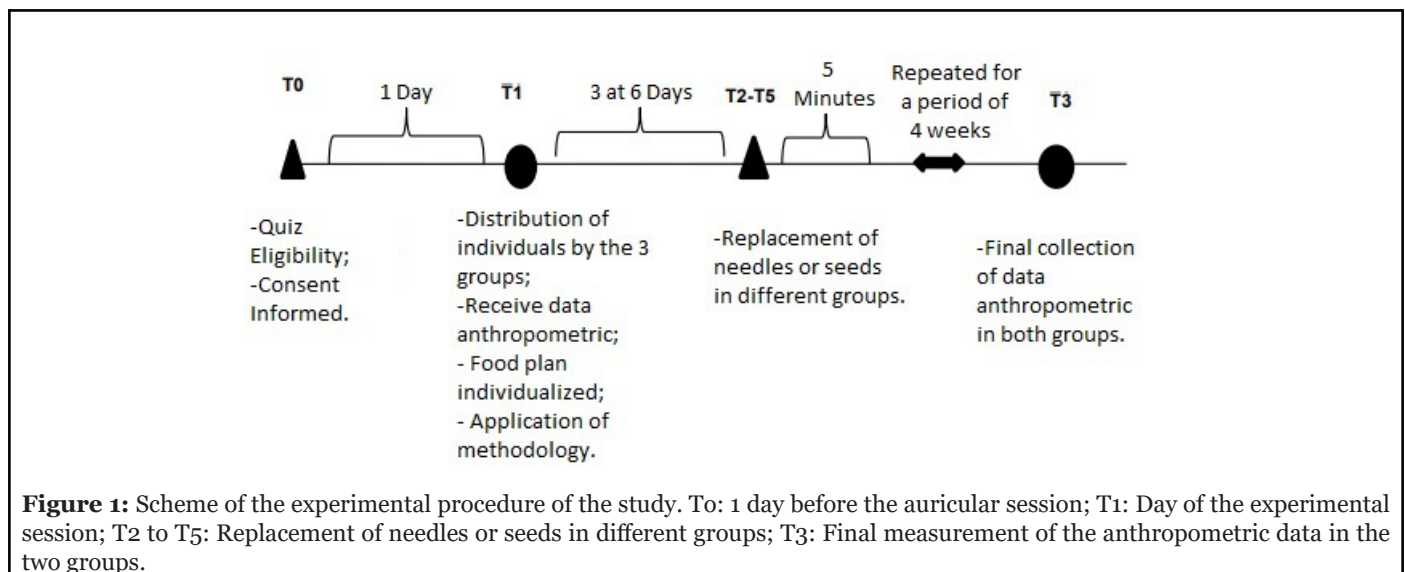 T0
1 Day
T1
3 at 6 Days
T2-T5
5
Minutes
Repeated for
a period of
4 weeks
T3
-Quiz
Eligibility;
-Consent
Informed.
-Distribution of
individuals by the 3
groups;
-Receive data
anthropometric;
- Food plan
individualized;
- Application of
methodology.
-Replacement of
needles or seeds
in different groups.
-Final collection
of data
anthropometric
in both groups.
Figure 1: Scheme of the experimental procedure of the study. To: 1 day before the auricular session; T1: Day of the experimental
session; T2 to T5: Replacement of needles or seeds in different groups; T3: Final measurement of the anthropometric data in the
two groups.